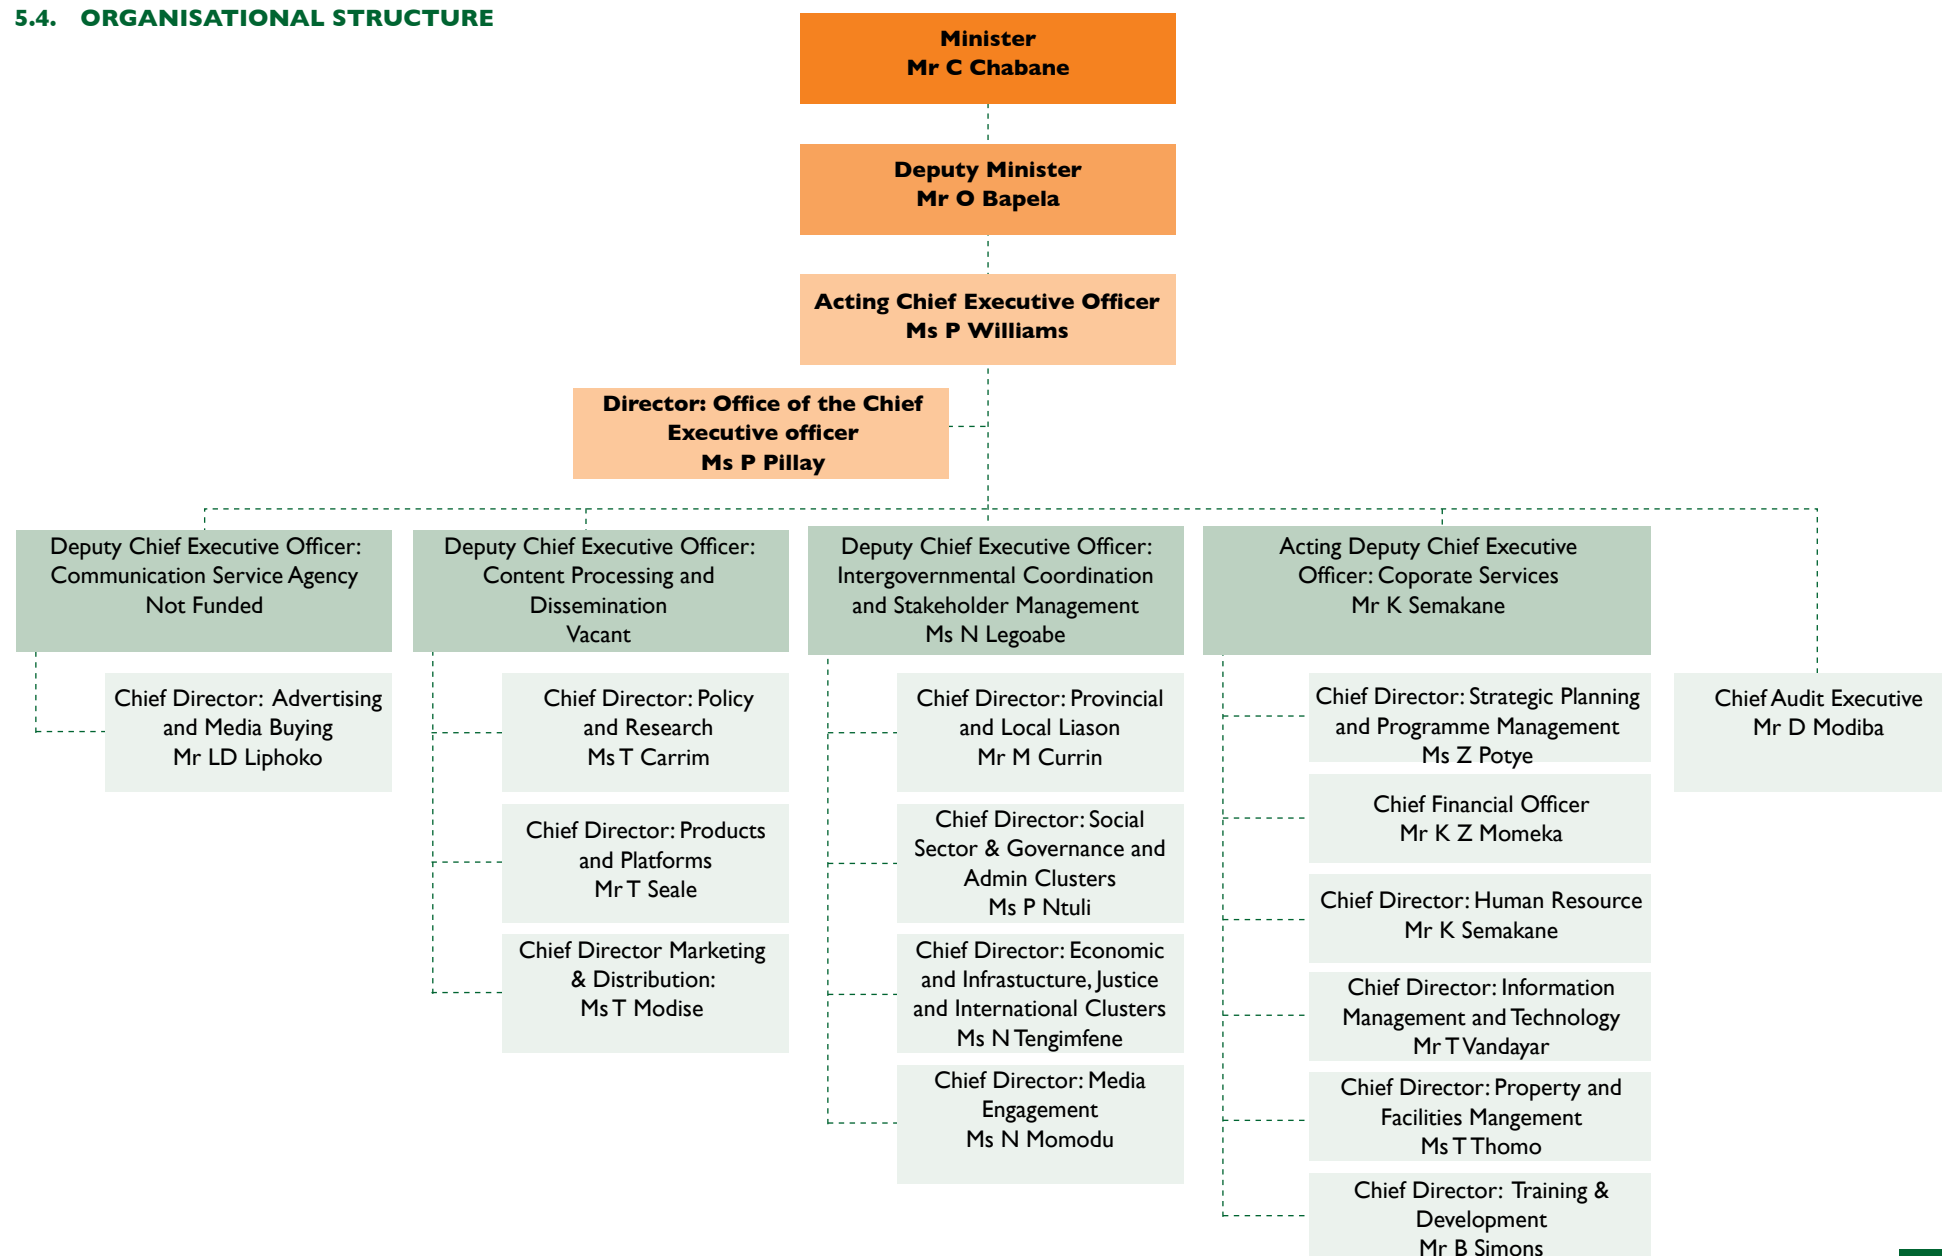 5.4. ORGANISATIONAL STRUCTURE
Minister
Mr C Chabane
Deputy Minister
Mr O Bapela
Acting Chief Executive Officer
Ms P Williams
Director: Office of the Chief
Executive officer
Ms P Pillay
Deputy Chief Executive Officer:
Communication Service Agency
Not Funded
Chief Director: Advertising
and Media Buying
Mr LD Liphoko
Deputy Chief Executive Officer:
Content Processing and
Dissemination
Vacant
Chief Director: Policy
and Research
Ms T Carrim
Chief Director: Products
and Platforms
Mr T Seale
Chief Director Marketing
& Distribution:
Ms T Modise
Deputy Chief Executive Officer:
Intergovernmental Coordination
and Stakeholder Management
Ms N Legoabe
Chief Director: Provincial
and Local Liason
Mr M Currin
Chief Director: Social
Sector & Governance and
Admin Clusters
Ms P Ntuli
Chief Director: Economic
and Infrastucture, Justice
and International Clusters
Ms N Tengimfene
Chief Director: Media
Engagement
Ms N Momodu
Acting Deputy Chief Executive
Officer: Coporate Services
Mr K Semakane
Chief Director: Strategic Planning
and Programme Management
Ms Z Potye
Chief Financial Officer
Mr K Z Momeka
Chief Director: Human Resource
Mr K Semakane
Chief Director: Information
Management and Technology
Mr T Vandayar
Chief Director: Property and
Facilities Mangement
Ms T Thomo
Chief Director: Training &
Development
Mr B Simons
Chief Audit Executive
Mr D Modiba